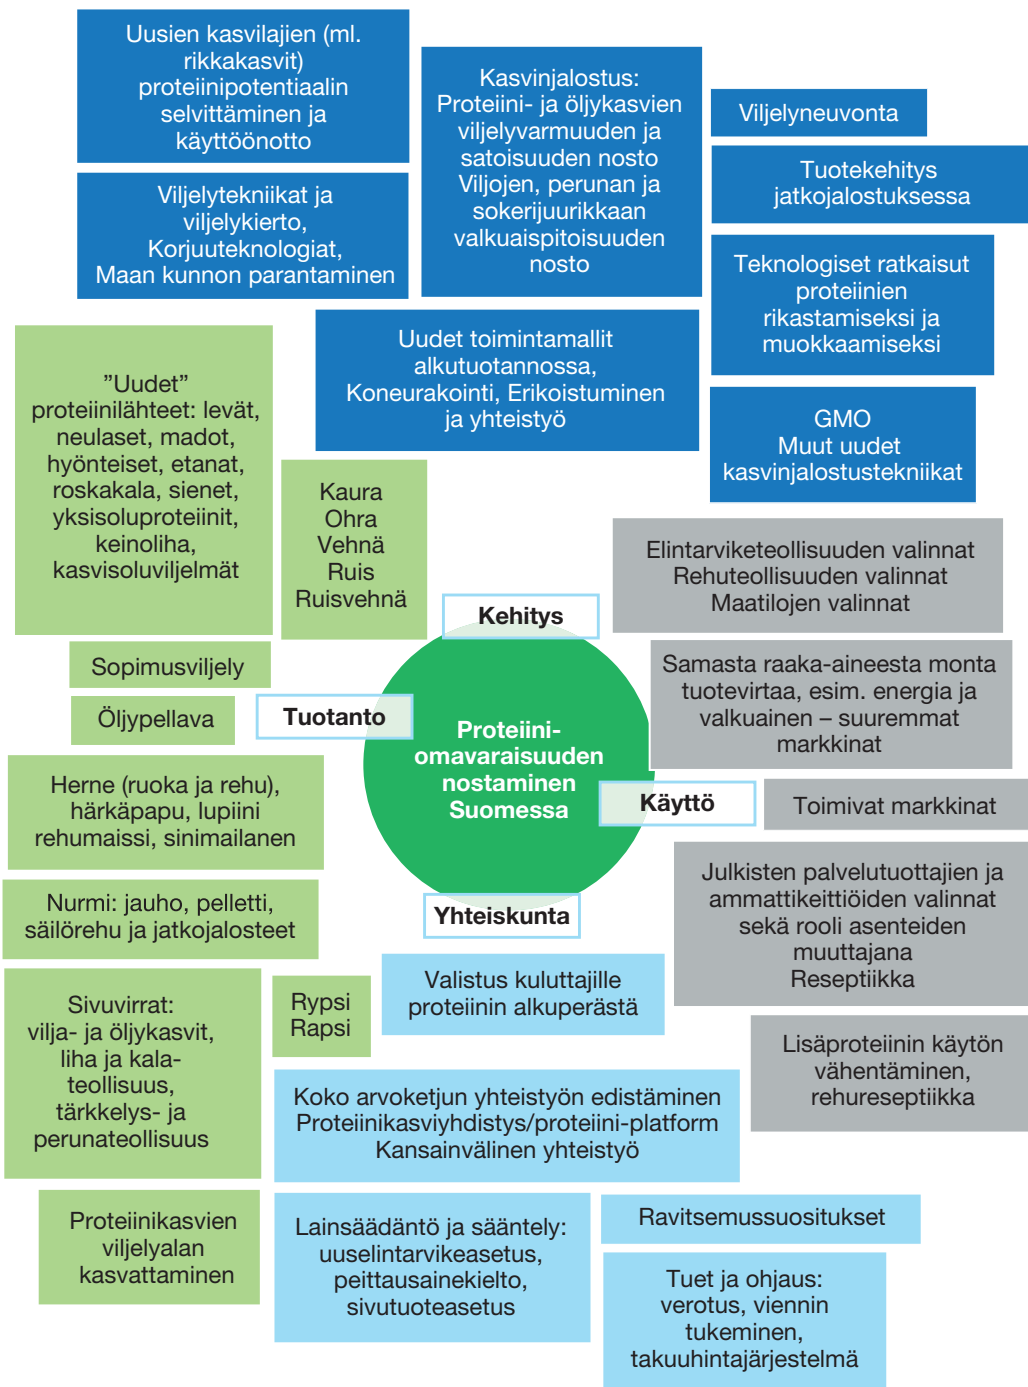 Uusien kasvilajien (ml.
rikkakasvit)
proteiinipotentiaalin
selvittäminen ja
käyttöönotto
Kasvinjalostus:
Proteiini- ja öljykasvien
viljelyvarmuuden ja
satoisuuden nosto
Viljojen, perunan ja
sokerijuurikkaan
valkuaispitoisuuden
nosto
Viljelyneuvonta
Tuotekehitys
jatkojalostuksessa
Viljelytekniikat ja
viljelykierto,
Korjuuteknologiat,
Maan kunnon parantaminen
Teknologiset ratkaisut
proteiinien
rikastamiseksi ja
muokkaamiseksi
Uudet toimintamallit
alkutuotannossa,
Koneurakointi, Erikoistuminen
ja yhteistyö
GMO
Muut uudet
kasvinjalostustekniikat
”Uudet”
proteiinilähteet: levät,
neulaset, madot,
hyönteiset, etanat,
roskakala, sienet,
yksisoluproteiinit,
keinoliha,
kasvisoluviljelmät
Kaura
Ohra
Vehnä
Ruis
Ruisvehnä
Elintarviketeollisuuden valinnat
Rehuteollisuuden valinnat
Maatilojen valinnat
Kehitys
Sopimusviljely
Samasta raaka-aineesta monta
tuotevirtaa, esim. energia ja
valkuainen – suuremmat
markkinat
Öljypellava
Tuotanto
Proteiini-
omavaraisuuden
nostaminen
Suomessa
Käyttö
Toimivat markkinat
Herne (ruoka ja rehu),
härkäpapu, lupiini
rehumaissi, sinimailanen
Julkisten palvelutuottajien ja
ammattikeittiöiden valinnat
sekä rooli asenteiden
muuttajana
Reseptiikka
Nurmi: jauho, pelletti,
säilörehu ja jatkojalosteet
Yhteiskunta
Valistus kuluttajille
proteiinin alkuperästä
Sivuvirrat:
vilja- ja öljykasvit,
liha ja kala-
teollisuus,
tärkkelys- ja
perunateollisuus
Rypsi
Rapsi
Lisäproteiinin käytön
vähentäminen,
rehureseptiikka
Koko arvoketjun yhteistyön edistäminen
Proteiinikasviyhdistys/proteiini-platform
Kansainvälinen yhteistyö
Proteiinikasvien
viljelyalan
kasvattaminen
Lainsäädäntö ja sääntely:
uuselintarvikeasetus,
peittausainekielto,
sivutuoteasetus
Ravitsemussuositukset
Tuet ja ohjaus:
verotus, viennin
tukeminen,
takuuhintajärjestelmä